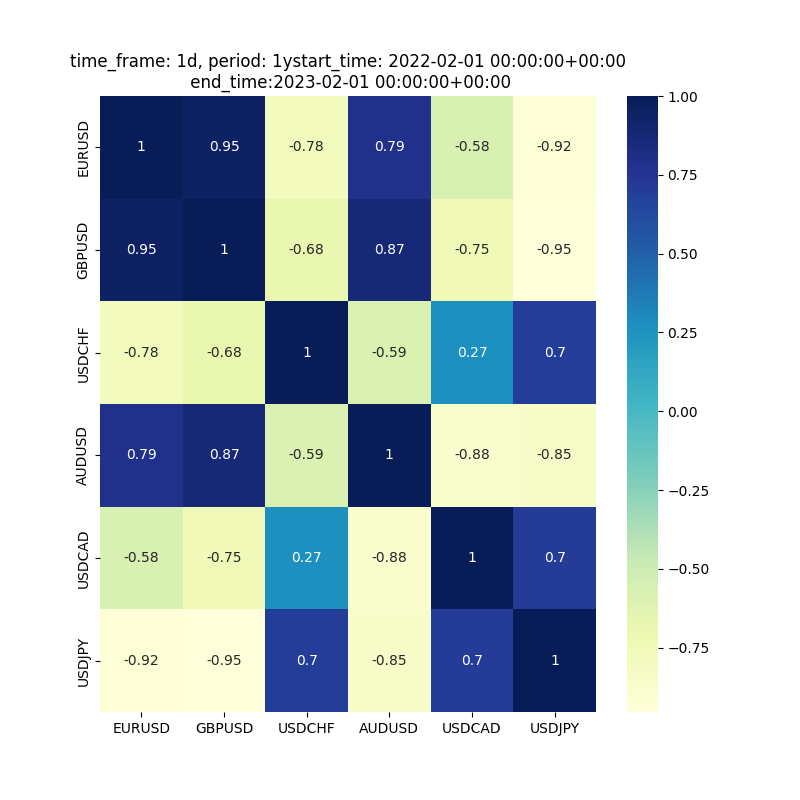 time_frame: 1d, period: 1ystart_time: 2022-02-01 00:00:00+00:00
end_time:2023-02-01 00:00:00+00:00
EURUSD 1 0.95 -0.78 0.79 -0.58 -0.92
GBPUSD 0.95 1 -0.68 0.87 -0.75 -0.95
USDCHF -0.78 -0.68 1 -0.59 0.27 0.7
AUDUSD 0.79 0.87 -0.59 1 -0.88 -0.85
USDCAD -0.58 -0.75 0.27 -0.88 1 0.7
USDJPY -0.92 -0.95 0.7 -0.85 0.7 1
EURUSD GBPUSD USDCHF AUDUSD USDCAD USDJPY
1.00
0.75
0.50
0.25
0.00
−0.25
−0.50
−0.75